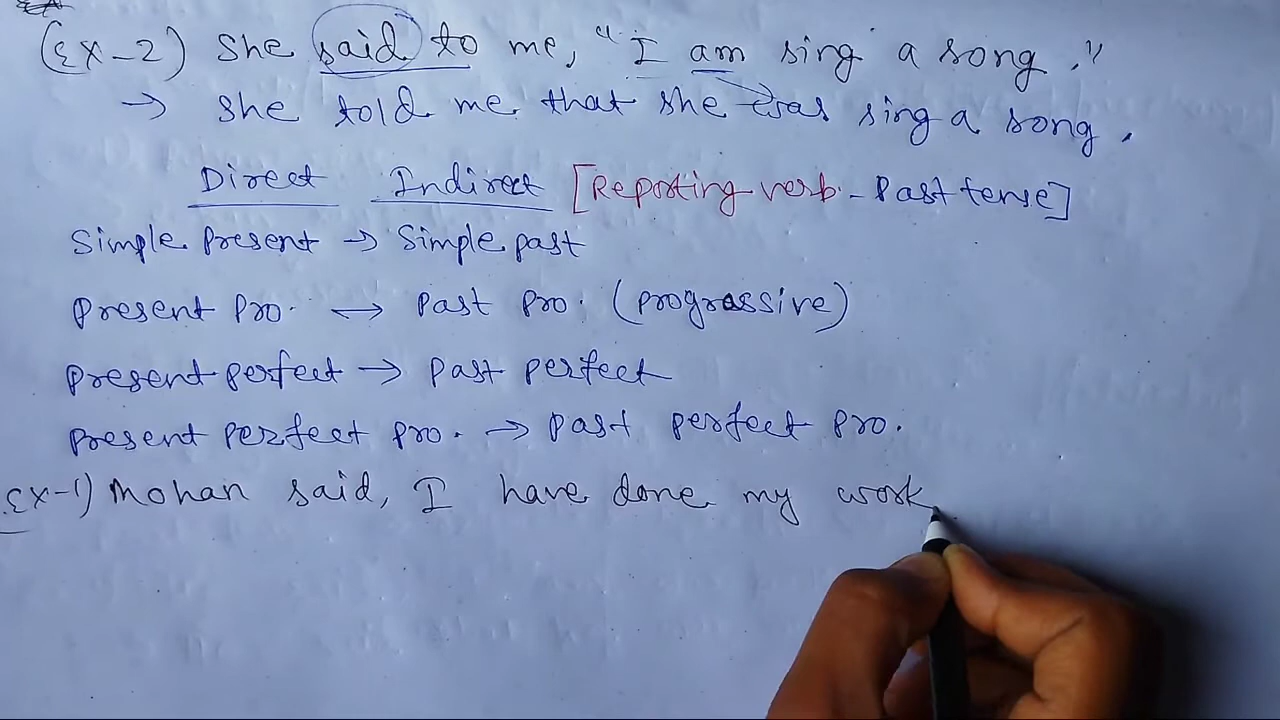 (Ex-2) She said to me, "I am sing a song."
→ She told me that she was sing a song.
Direct Indirect [Reporting verb - Past tense]
Simple Present → Simple past
Present Pro. → Past pro. (progressive)
Present perfect → Past perfect
Present perfect pro. → Past perfect pro.
Ex-1) Mohan said, I have done my work